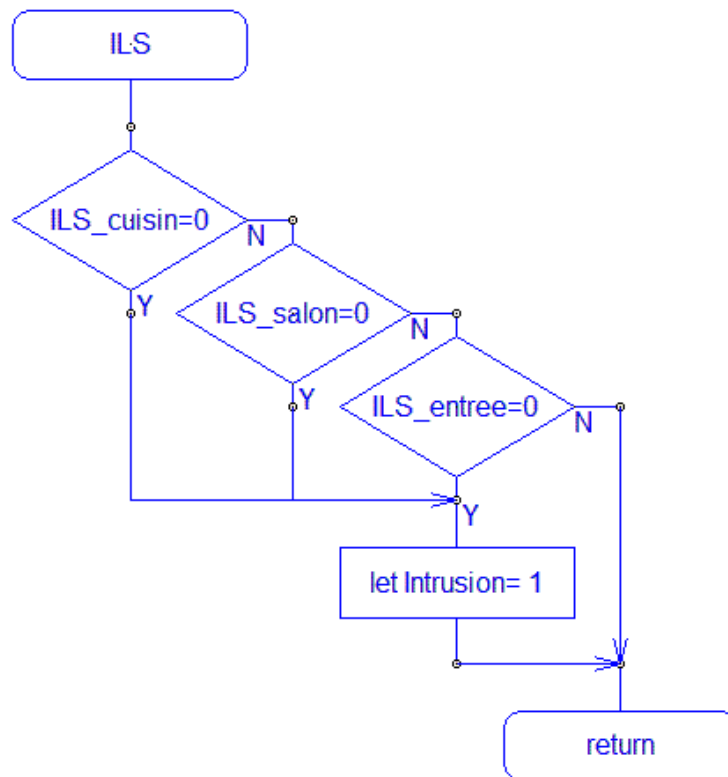 ILS
ILS_cuisin=0
N
Y
ILS_salon=0
N
Y
ILS_entree=0
N
Y
let Intrusion= 1
return